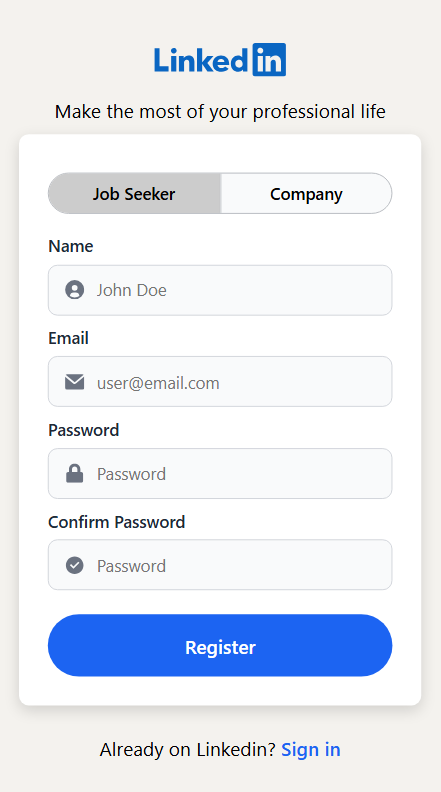 Linkedin
Make the most of your professional life
Job Seeker Company
Name
John Doe
Email
user@email.com
Password
Password
Confirm Password
Password
Register
Already on Linkedin? Sign in